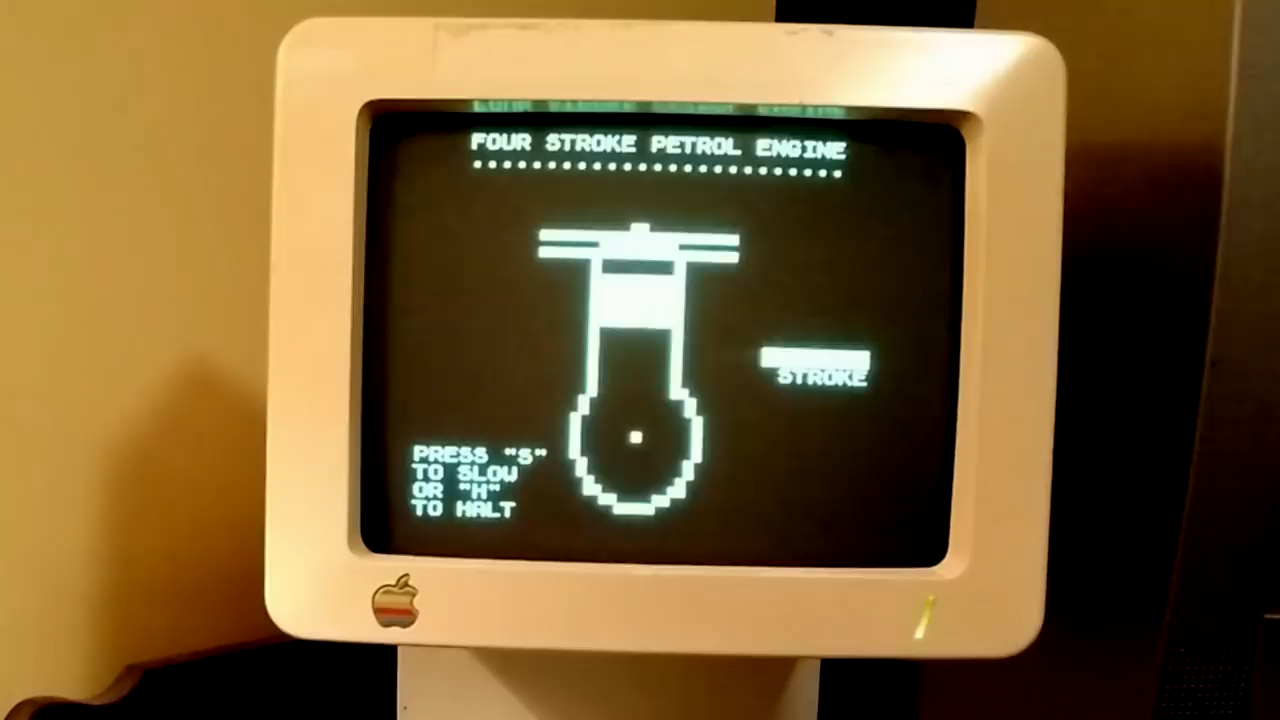 FOUR STROKE PETROL ENGINE
STROKE
PRESS "S"
TO SLOW
OR "H"
TO HALT